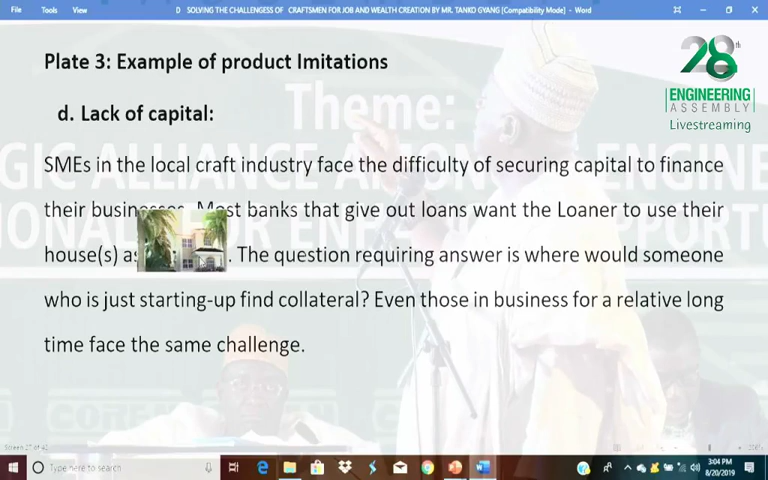 File Tools View D SOLVING THE CHALLENGESS OF CRAFTSMEN FOR JOB AND WEALTH CREATION BY MR. TANKO GYANG [Compatibility Mode] - Word
Plate 3: Example of product Imitations
28th
ENGINEERING
ASSEMBLY
Livestreaming
d. Lack of capital:
Theme:
SMEs in the local craft industry face the difficulty of securing capital to finance
their Most banks that give out loans want the Loaner to use their
house(s) . The question requiring answer is where would someone
who is just starting-up find collateral? Even those in business for a relative long
time face the same challenge.
Type here to search
3:04 PM
8/20/2019